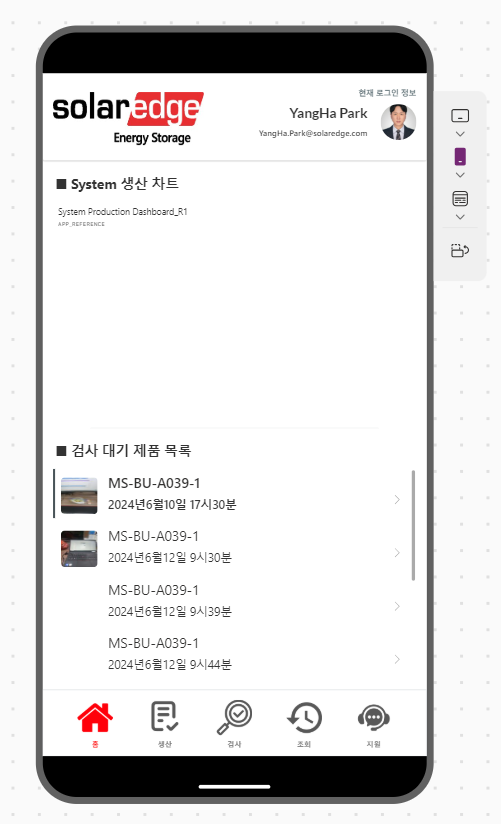 현재 로그인 정보
solaredge
YangHa Park
Energy Storage
YangHa.Park@solaredge.com
■ System 생산 차트
System Production Dashboard_R1
APP_REFERENCE
■ 검사 대기 제품 목록
MS-BU-A039-1
2024년6월10일 17시30분
MS-BU-A039-1
2024년6월12일 9시30분
MS-BU-A039-1
2024년6월12일 9시39분
MS-BU-A039-1
2024년6월12일 9시44분
홈 생산 검사 조회 지원